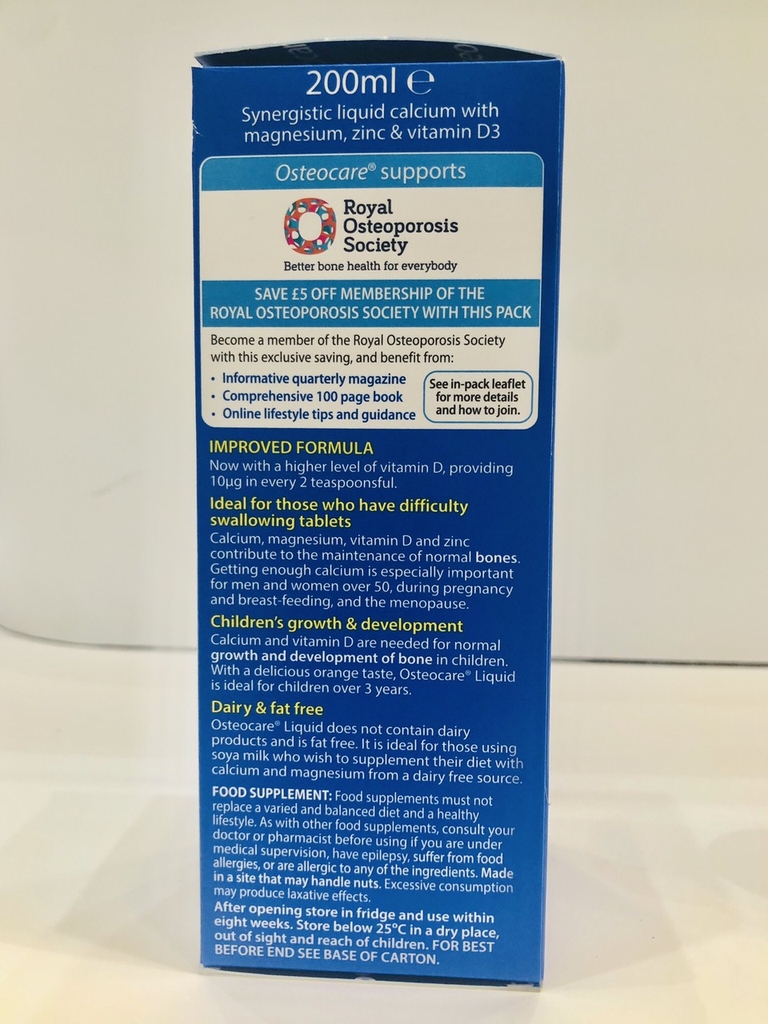 200ml ℮
Synergistic liquid calcium with
magnesium, zinc & vitamin D3
Osteocare® supports
Royal
Osteoporosis
Society
Better bone health for everybody
SAVE £5 OFF MEMBERSHIP OF THE
ROYAL OSTEOPOROSIS SOCIETY WITH THIS PACK
Become a member of the Royal Osteoporosis Society
with this exclusive saving, and benefit from:
• Informative quarterly magazine
• Comprehensive 100 page book
• Online lifestyle tips and guidance
See in-pack leaflet
for more details
and how to join.
IMPROVED FORMULA
Now with a higher level of vitamin D, providing
10µg in every 2 teaspoonsful.
Ideal for those who have difficulty
swallowing tablets
Calcium, magnesium, vitamin D and zinc
contribute to the maintenance of normal bones.
Getting enough calcium is especially important
for men and women over 50, during pregnancy
and breast-feeding, and the menopause.
Children's growth & development
Calcium and vitamin D are needed for normal
growth and development of bone in children.
With a delicious orange taste, Osteocare® Liquid
is ideal for children over 3 years.
Dairy & fat free
Osteocare® Liquid does not contain dairy
products and is fat free. It is ideal for those using
soya milk who wish to supplement their diet with
calcium and magnesium from a dairy free source.
FOOD SUPPLEMENT: Food supplements must not
replace a varied and balanced diet and a healthy
lifestyle. As with other food supplements, consult your
doctor or pharmacist before using if you are under
medical supervision, have epilepsy, suffer from food
allergies, or are allergic to any of the ingredients. Made
in a site that may handle nuts. Excessive consumption
may produce laxative effects.
After opening store in fridge and use within
eight weeks. Store below 25°C in a dry place,
out of sight and reach of children. FOR BEST
BEFORE END SEE BASE OF CARTON.